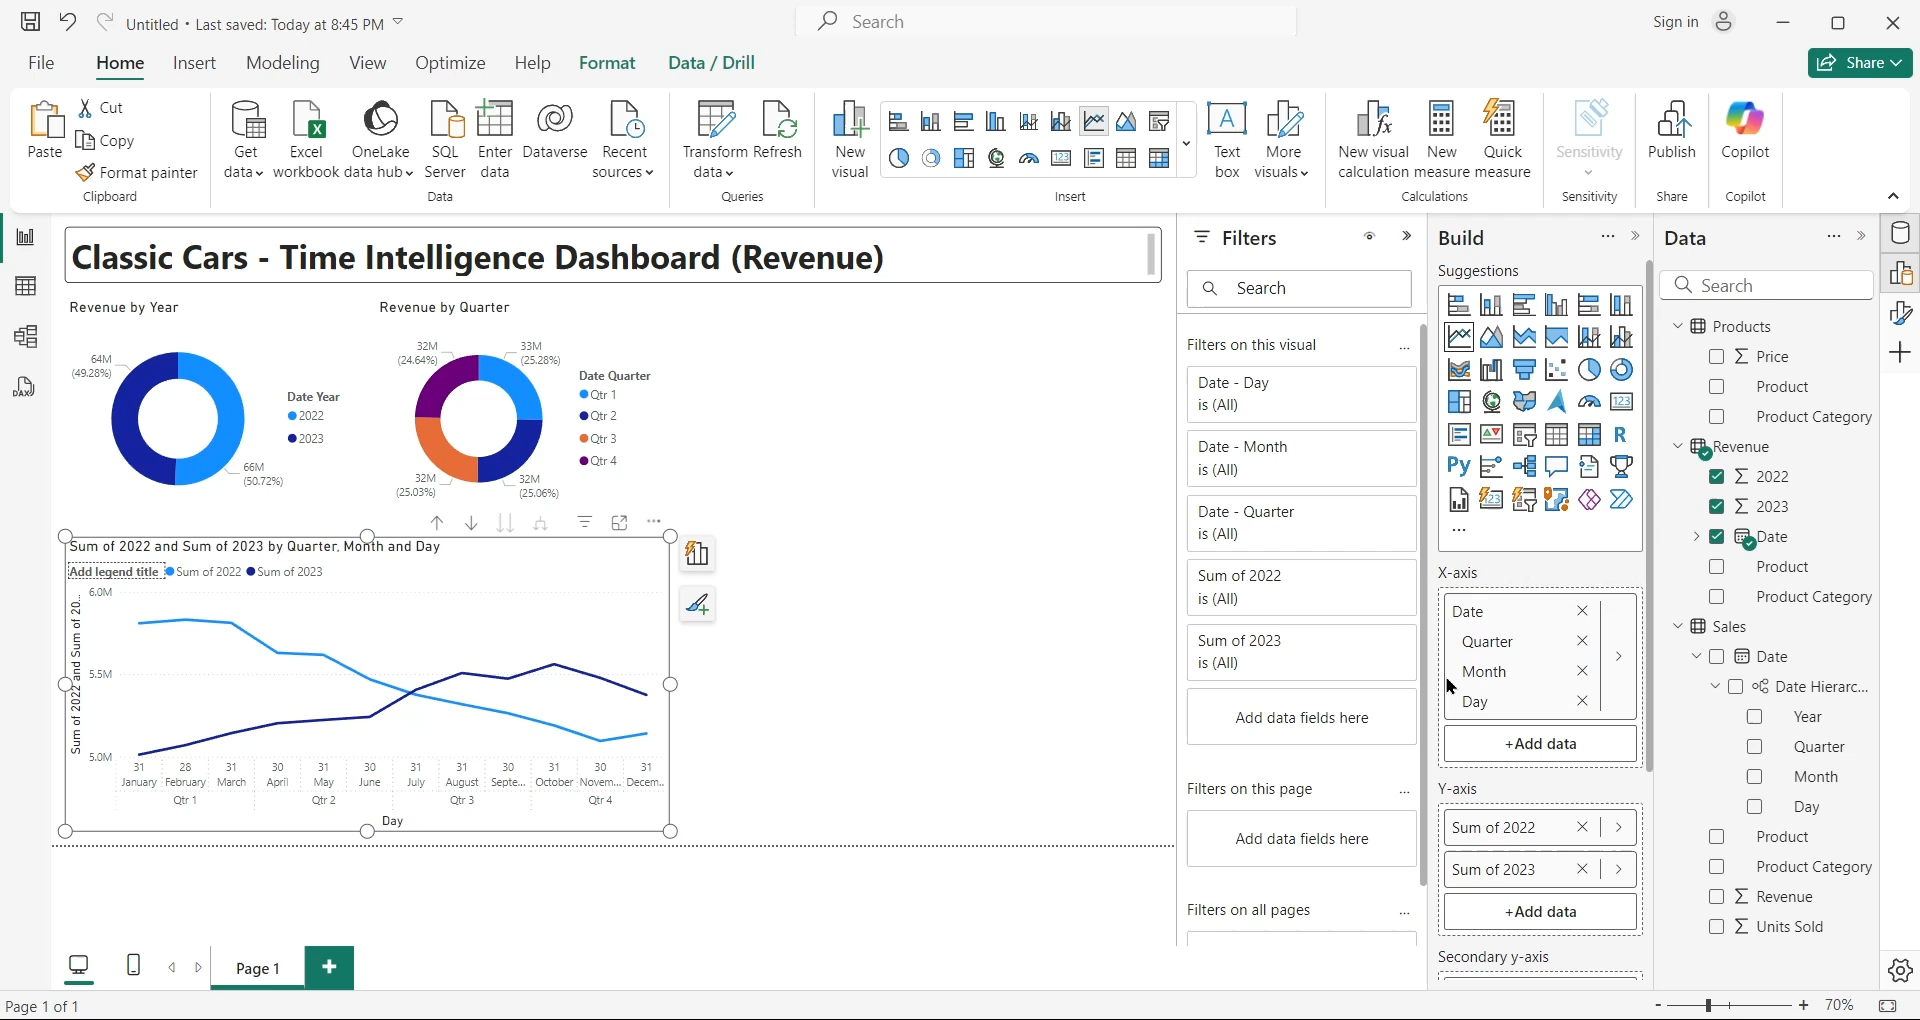 Untitled • Last saved: Today at 8:45 PM
Search
Sign in
File Home Insert Modeling View Optimize Help Format Data / Drill
Share
Paste
Cut
Copy
Format painter
Clipboard
Get data
Excel workbook
OneLake data hub
SQL Server
Enter data
Dataverse
Recent sources
Data
Transform data
Refresh
Queries
New visual
Text box
More visuals
Insert
New visual calculation
New measure
Quick measure
Calculations
Sensitivity
Sensitivity
Publish
Share
Copilot
Copilot
Classic Cars - Time Intelligence Dashboard (Revenue)
Revenue by Year
64M
(49.28%)
66M
(50.72%)
Date Year
2022
2023
Revenue by Quarter
32M
(24.64%)
33M
(25.28%)
32M
(25.03%)
32M
(25.06%)
Date Quarter
Qtr 1
Qtr 2
Qtr 3
Qtr 4
Sum of 2022 and Sum of 2023 by Quarter, Month and Day
Add legend title Sum of 2022 Sum of 2023
Sum of 2022 and Sum of 20...
6.0M
5.5M
5.0M
31 28 31 30 31 30 31 31 30 31 30 31
January February March April May June July August Septe... October Novem... Decem..
Qtr 1 Qtr 2 Qtr 3 Qtr 4
Day
Filters
Search
Filters on this visual
Date - Day
is (All)
Date - Month
is (All)
Date - Quarter
is (All)
Sum of 2022
is (All)
Sum of 2023
is (All)
Add data fields here
Filters on this page
Add data fields here
Filters on all pages
Build
Suggestions
R
Py
123
X-axis
Date
Quarter
Month
Day
+Add data
Y-axis
Sum of 2022
Sum of 2023
+Add data
Secondary y-axis
Data
Search
Products
Price
Product
Product Category
Revenue
2022
2023
Date
Product
Product Category
Sales
Date
Date Hierarc...
Year
Quarter
Month
Day
Product
Product Category
Revenue
Units Sold
DAX
Page 1
Page 1 of 1
70%